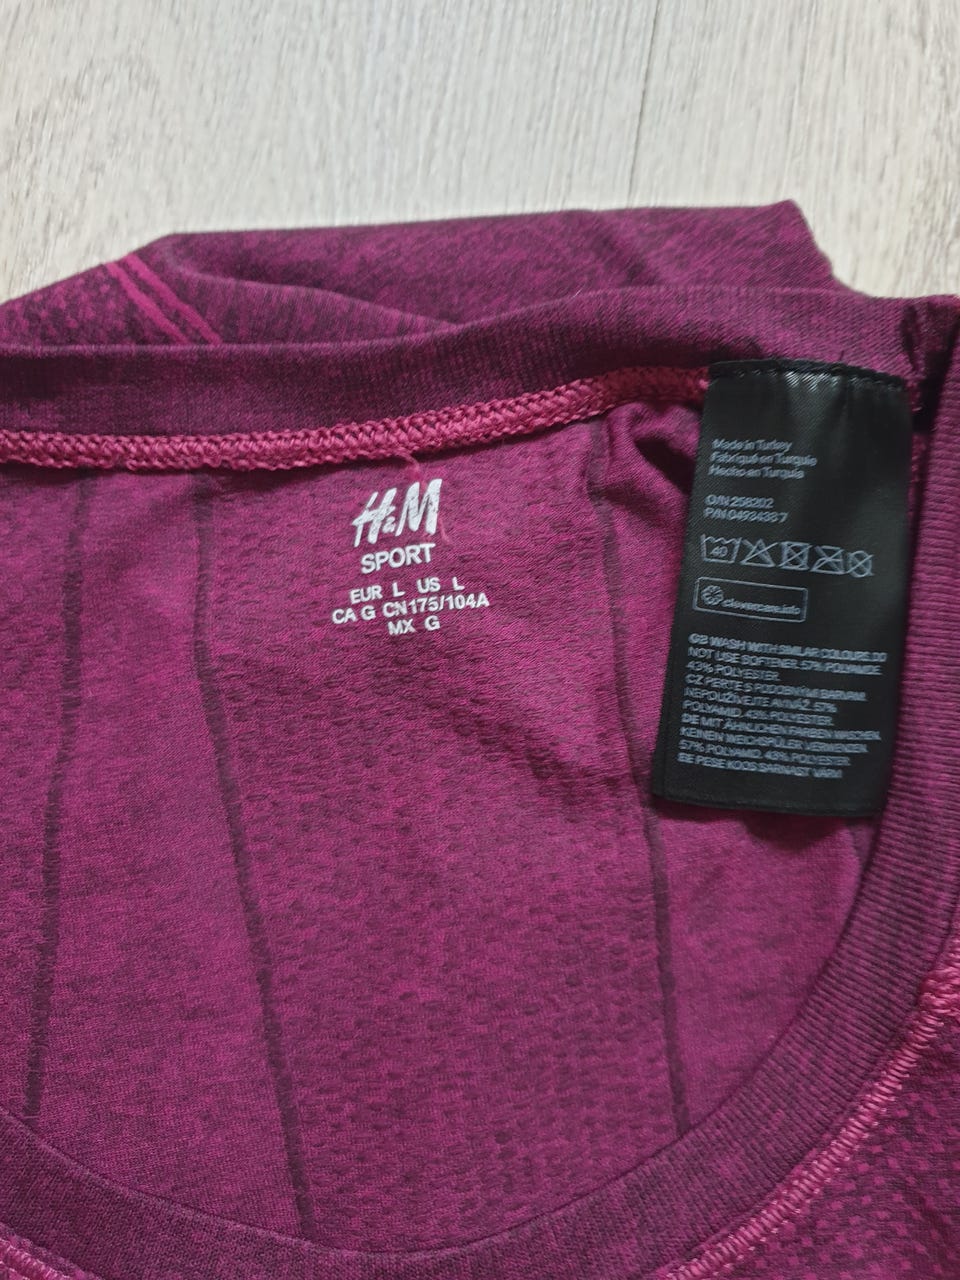 H&M
SPORT
EUR L US L
CA G CN175/104A
MX G
Made in Turkey
Fabriqué en Turquie
Hecho en Turquía
O/N 258202
40
clevercare.info
GB WASH WITH SIMILAR COLOURS. DO
NOT USE SOFTENER. 57% POLYAMIDE.
43% POLYESTER.
CZ PERTE S PODOBNÝMI BARVAMI.
NEPOUŽÍVEJTE AVIVÁŽ. 57%
POLYAMID. 43% POLYESTER.
DE MIT ÄHNLICHEN FARBEN WASCHEN.
KEINEN WEICHSPÜLER VERWENDEN.
57% POLYAMID. 43% POLYESTER.
EE PESE KOOS SARNAST VÄRVI